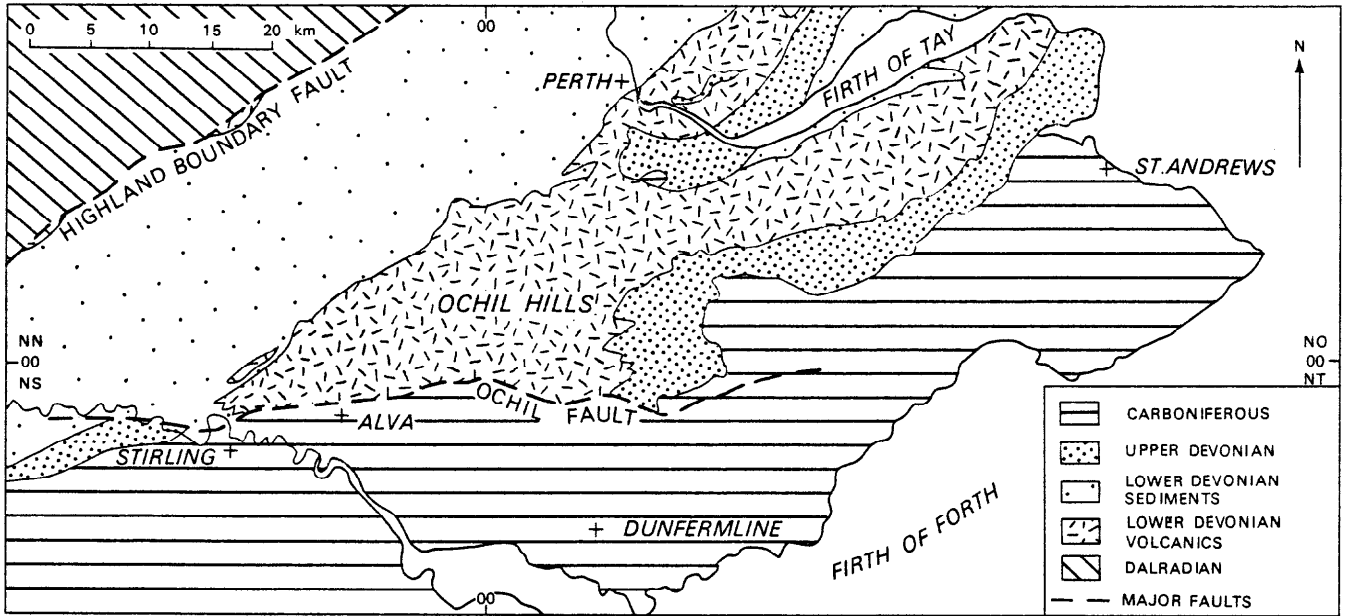 00
0 5 10 15 20 km
N
PERTH
FIRTH OF TAY
HIGHLAND BOUNDARY FAULT
ST. ANDREWS
OCHIL HILLS
NN
00
NS
NO
00
NT
OCHIL FAULT
ALVA
STIRLING
DUNFERMLINE
FIRTH OF FORTH
00
CARBONIFEROUS
UPPER DEVONIAN
LOWER DEVONIAN
SEDIMENTS
LOWER DEVONIAN
VOLCANICS
DALRADIAN
MAJOR FAULTS